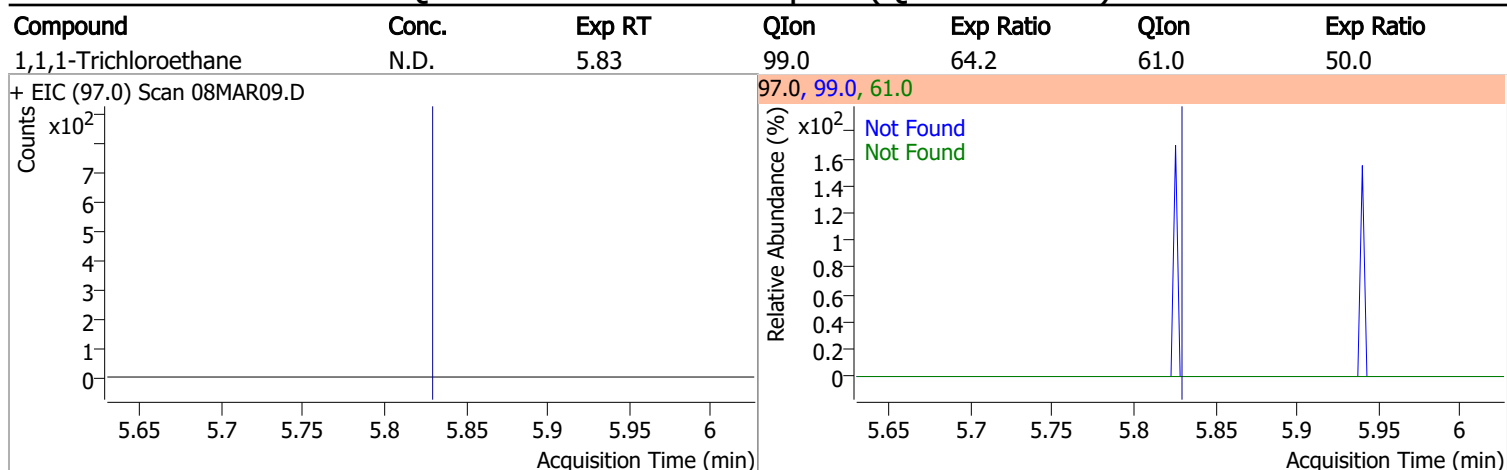 Compound Conc. Exp RT QIon Exp Ratio QIon Exp Ratio
1,1,1-Trichloroethane N.D. 5.83 99.0 64.2 61.0 50.0
+ EIC (97.0) Scan 08MAR09.D
Counts
x10²
7
6
5
4
3
2
1
0
5.65 5.7 5.75 5.8 5.85 5.9 5.95 6
Acquisition Time (min)
97.0, 99.0, 61.0
Relative Abundance (%)
x10²
Not Found
Not Found
1.6
1.4
1.2
1
0.8
0.6
0.4
0.2
0
5.65 5.7 5.75 5.8 5.85 5.9 5.95 6
Acquisition Time (min)